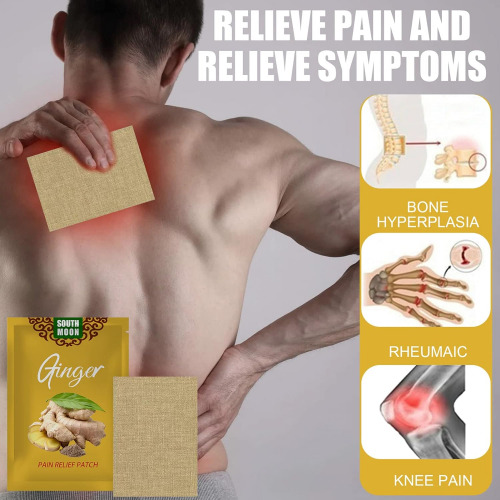 RELIEVE PAIN AND
RELIEVE SYMPTOMS
BONE
HYPERPLASIA
RHEUMAIC
KNEE PAIN
SOUTH
MOON
Ginger
PAIN RELIEF PATCH